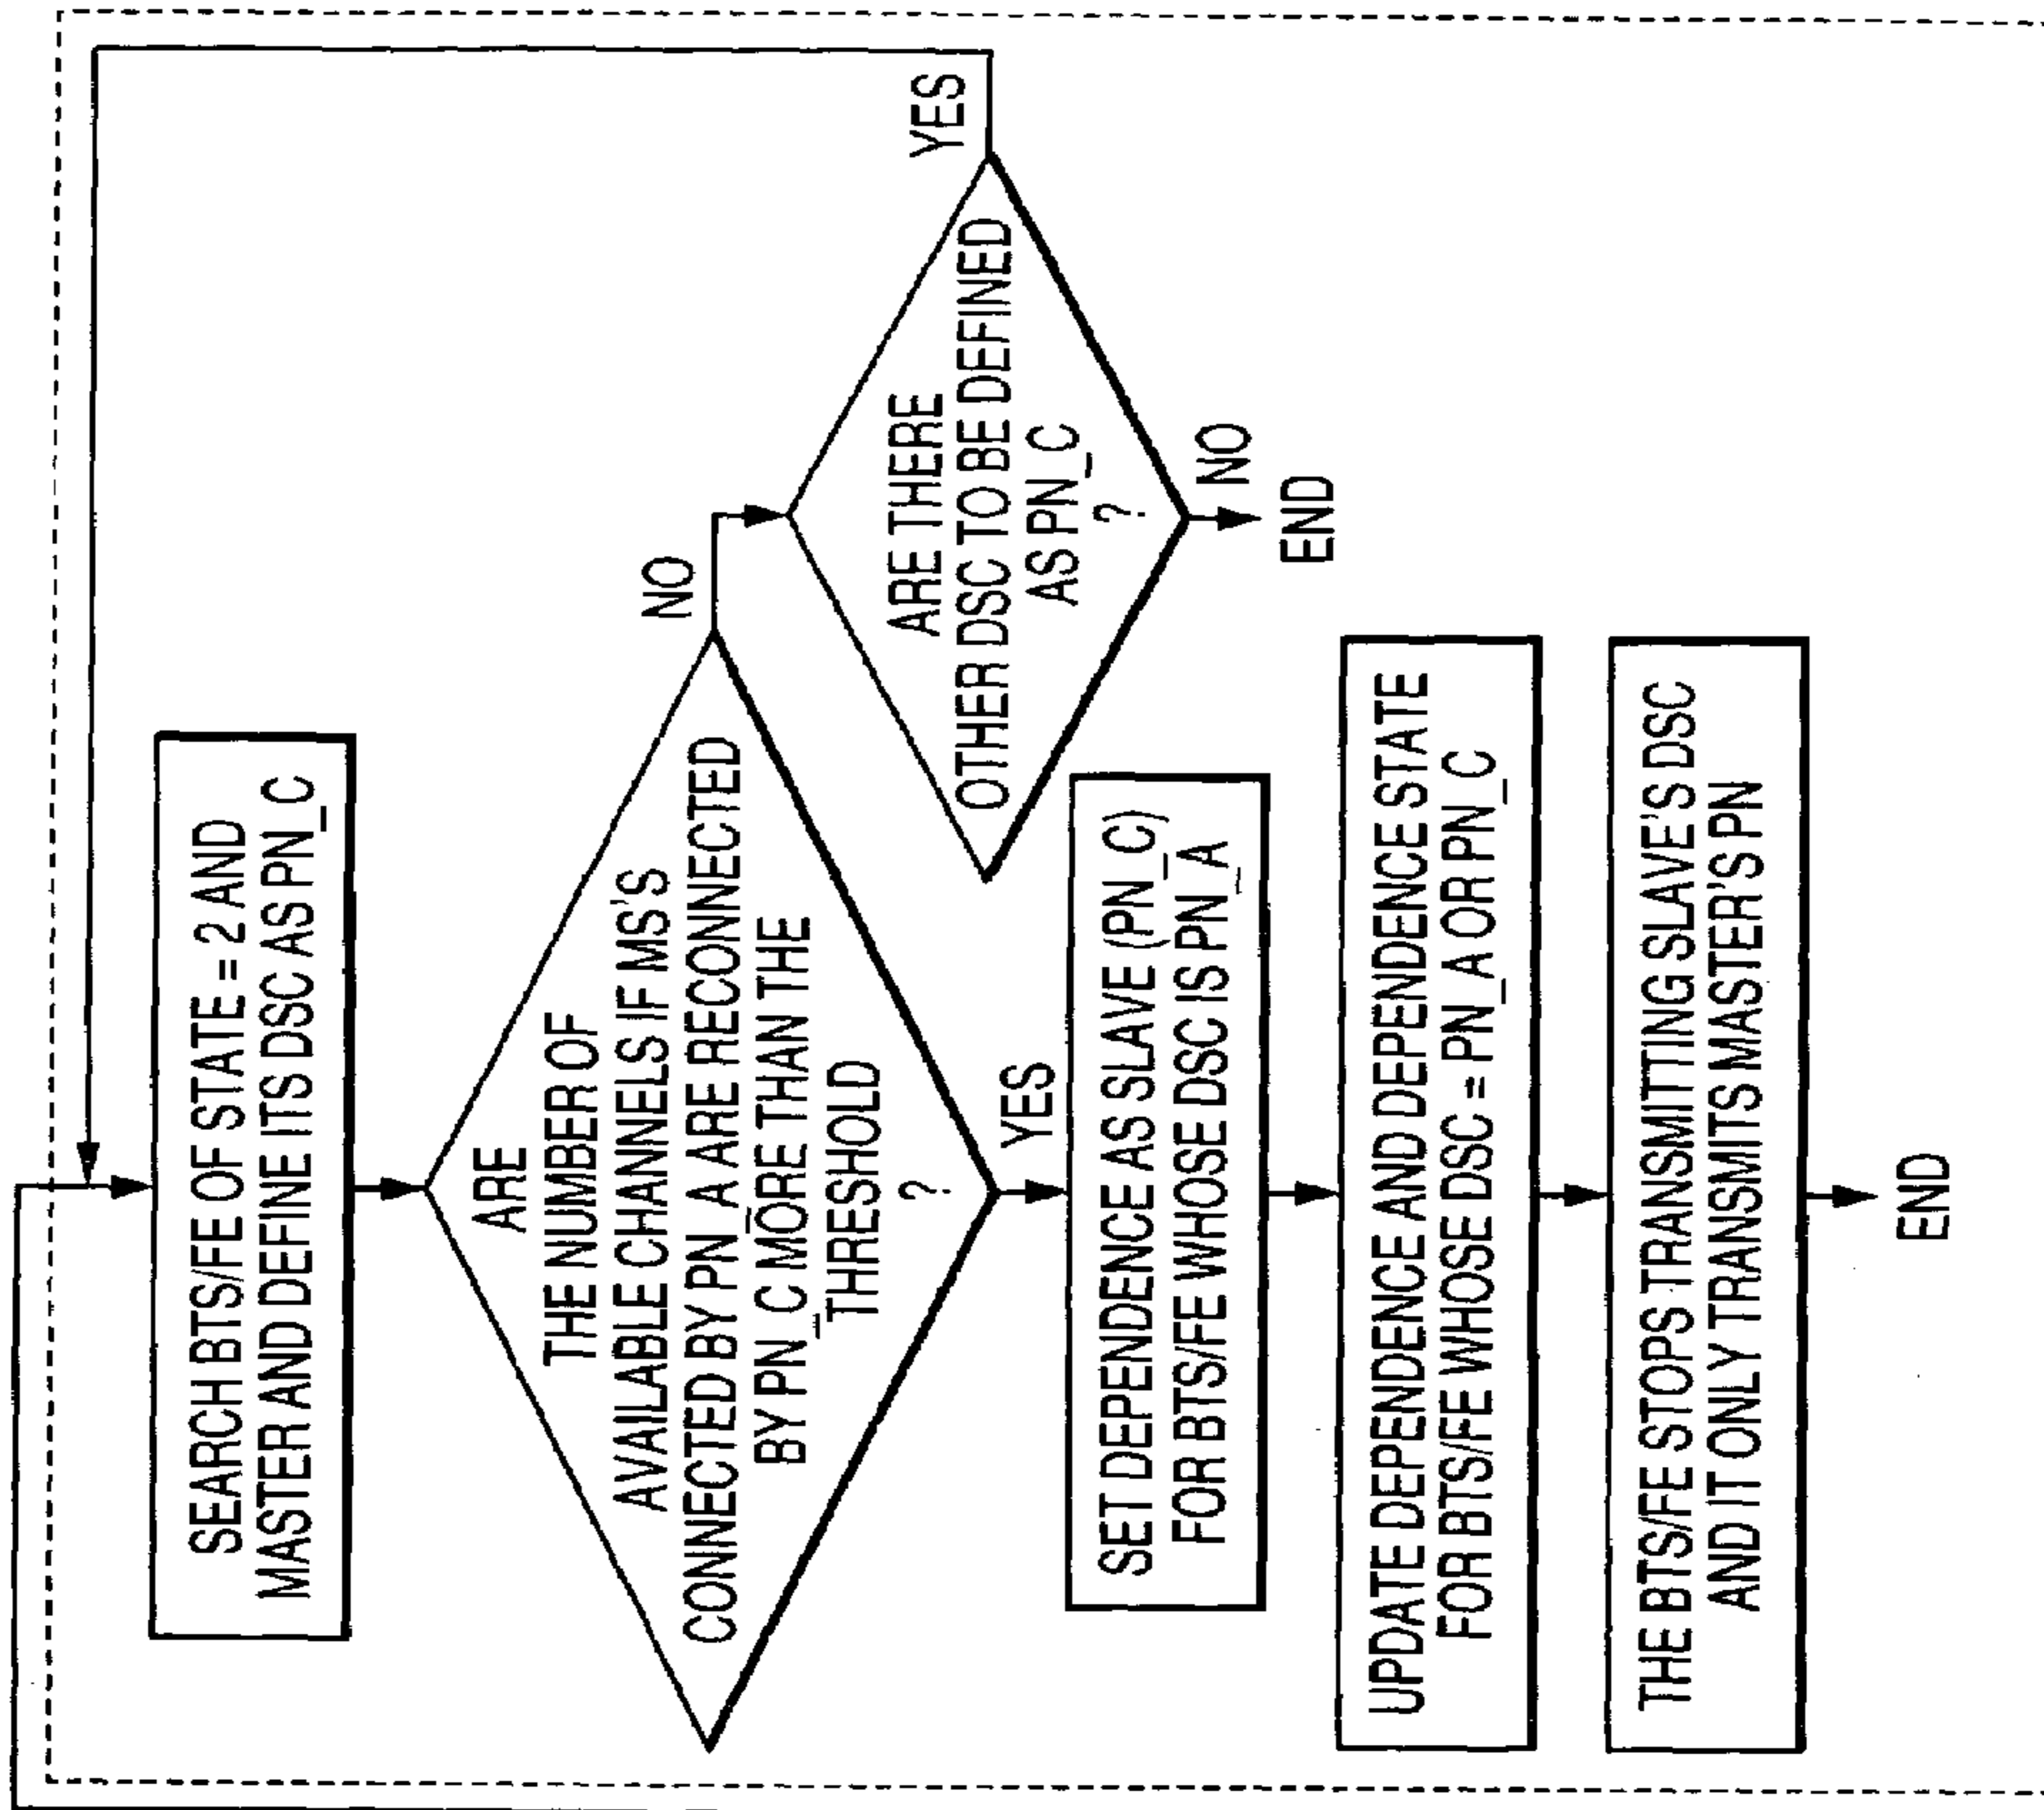 SEARCH BTS/FE OF STATE = 2 AND
MASTER AND DEFINE ITS DSC AS PN_C
ARE
THE NUMBER OF
AVAILABLE CHANNELS IF MS'S
CONNECTED BY PN_A ARE RECONNECTED
BY PN_C MORE THAN THE
THRESHOLD
?
NO
YES
ARE THERE
OTHER DSC TO BE DEFINED
AS PN_C
?
YES
NO
END
SET DEPENDENCE AS SLAVE (PN_C)
FOR BTS/FE WHOSE DSC IS PN_A
UPDATE DEPENDENCE AND DEPENDENCE STATE
FOR BTS/FE WHOSE DSC = PN_A OR PN_C
THE BTS/FE STOPS TRANSMITTING SLAVE'S DSC
AND IT ONLY TRANSMITS MASTER'S PN
END